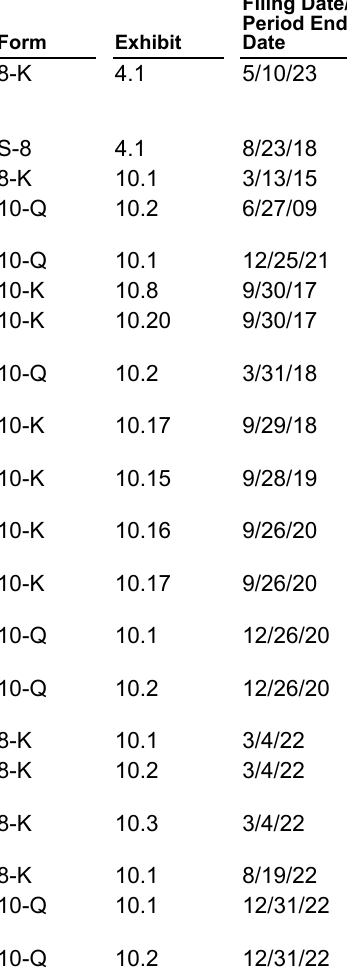 Filing Date/
Period End
Form Exhibit Date
8-K 4.1 5/10/23
S-8 4.1 8/23/18
8-K 10.1 3/13/15
10-Q 10.2 6/27/09
10-Q 10.1 12/25/21
10-K 10.8 9/30/17
10-K 10.20 9/30/17
10-Q 10.2 3/31/18
10-K 10.17 9/29/18
10-K 10.15 9/28/19
10-K 10.16 9/26/20
10-K 10.17 9/26/20
10-Q 10.1 12/26/20
10-Q 10.2 12/26/20
8-K 10.1 3/4/22
8-K 10.2 3/4/22
8-K 10.3 3/4/22
8-K 10.1 8/19/22
10-Q 10.1 12/31/22
10-Q 10.2 12/31/22